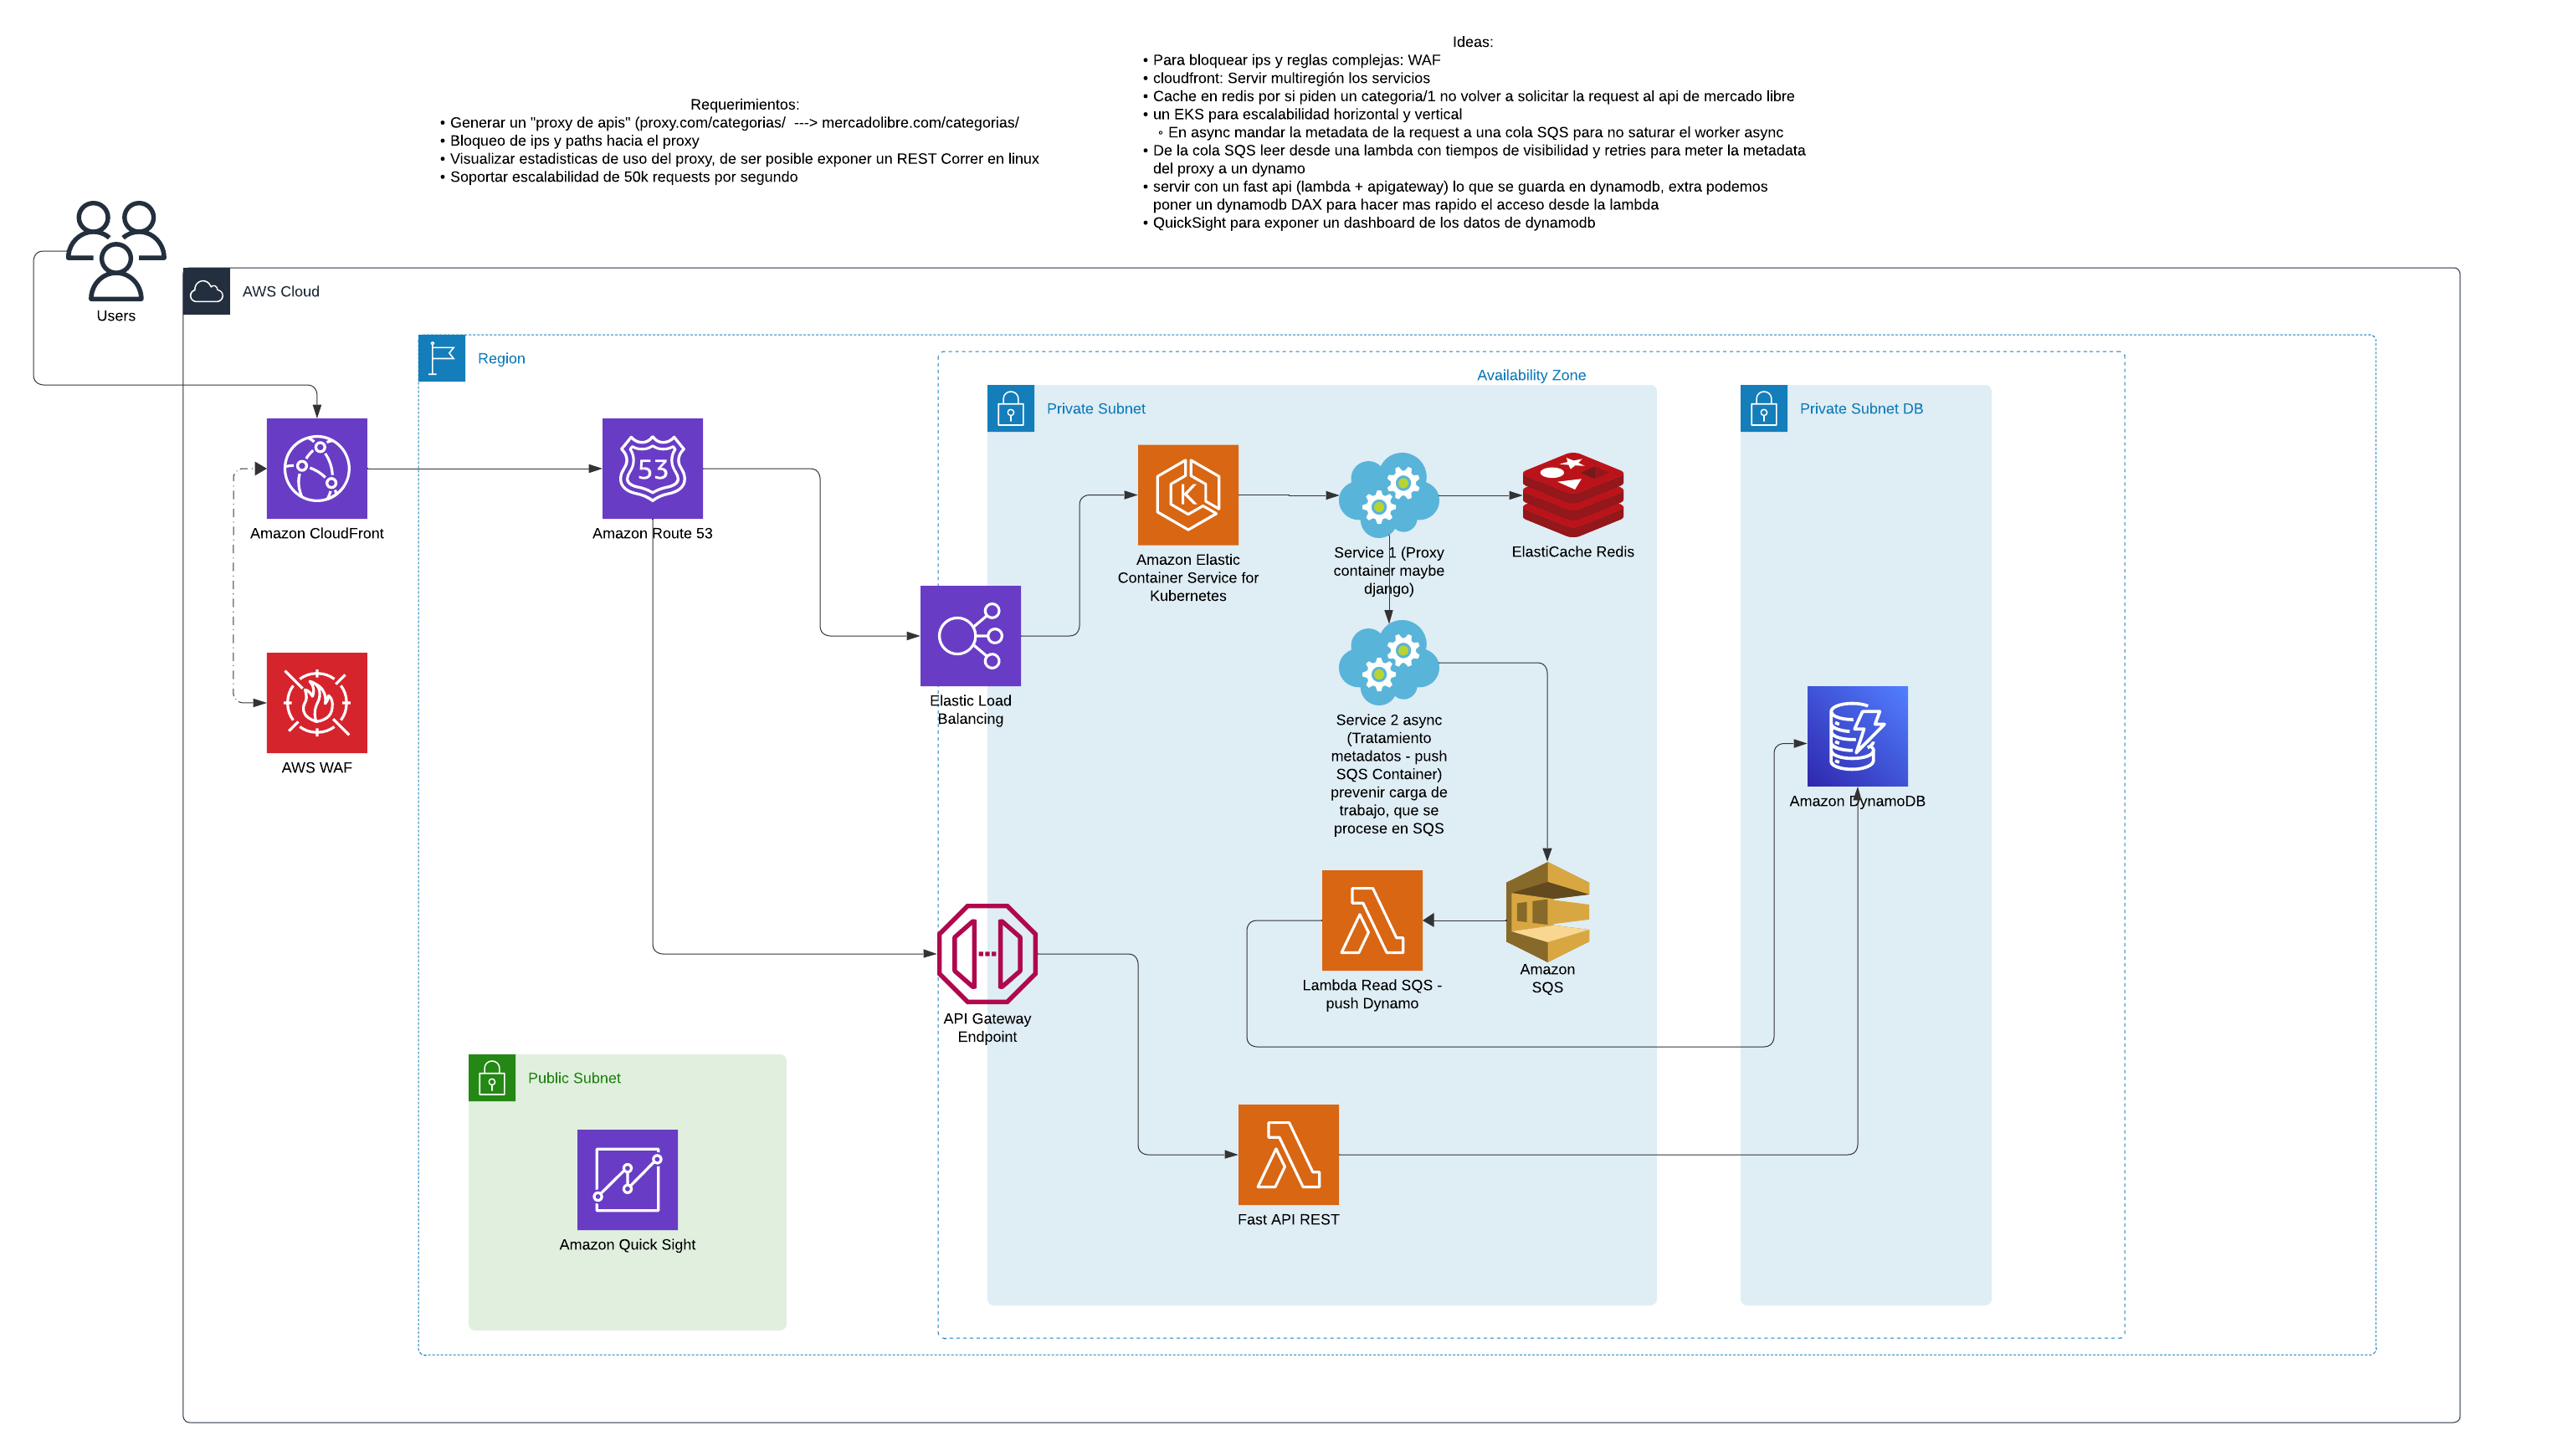 Ideas:
• Para bloquear ips y reglas complejas: WAF
• cloudfront: Servir multiregión los servicios
• Cache en redis por si piden un categoria/1 no volver a solicitar la request al api de mercado libre
• un EKS para escalabilidad horizontal y vertical
◦ En async mandar la metadata de la request a una cola SQS para no saturar el worker async
• De la cola SQS leer desde una lambda con tiempos de visibilidad y retries para meter la metadata
del proxy a un dynamo
• servir con un fast api (lambda + apigateway) lo que se guarda en dynamodb, extra podemos
poner un dynamodb DAX para hacer mas rapido el acceso desde la lambda
• QuickSight para exponer un dashboard de los datos de dynamodb
Requerimientos:
• Generar un "proxy de apis" (proxy.com/categorias/  ---> mercadolibre.com/categorias/
• Bloqueo de ips y paths hacia el proxy
• Visualizar estadisticas de uso del proxy, de ser posible exponer un REST Correr en linux
• Soportar escalabilidad de 50k requests por segundo
Users
AWS Cloud
Region
Availability Zone
Private Subnet
Private Subnet DB
53
Amazon CloudFront
Amazon Route 53
K
Amazon Elastic
Container Service for
Kubernetes
Service 1 (Proxy
container maybe
django)
ElastiCache Redis
Elastic Load
Balancing
AWS WAF
Service 2 async
(Tratamiento
metadatos - push
SQS Container)
prevenir carga de
trabajo, que se
procese en SQS
Amazon DynamoDB
Lambda Read SQS -
push Dynamo
Amazon
SQS
API Gateway
Endpoint
Public Subnet
Amazon Quick Sight
Fast API REST